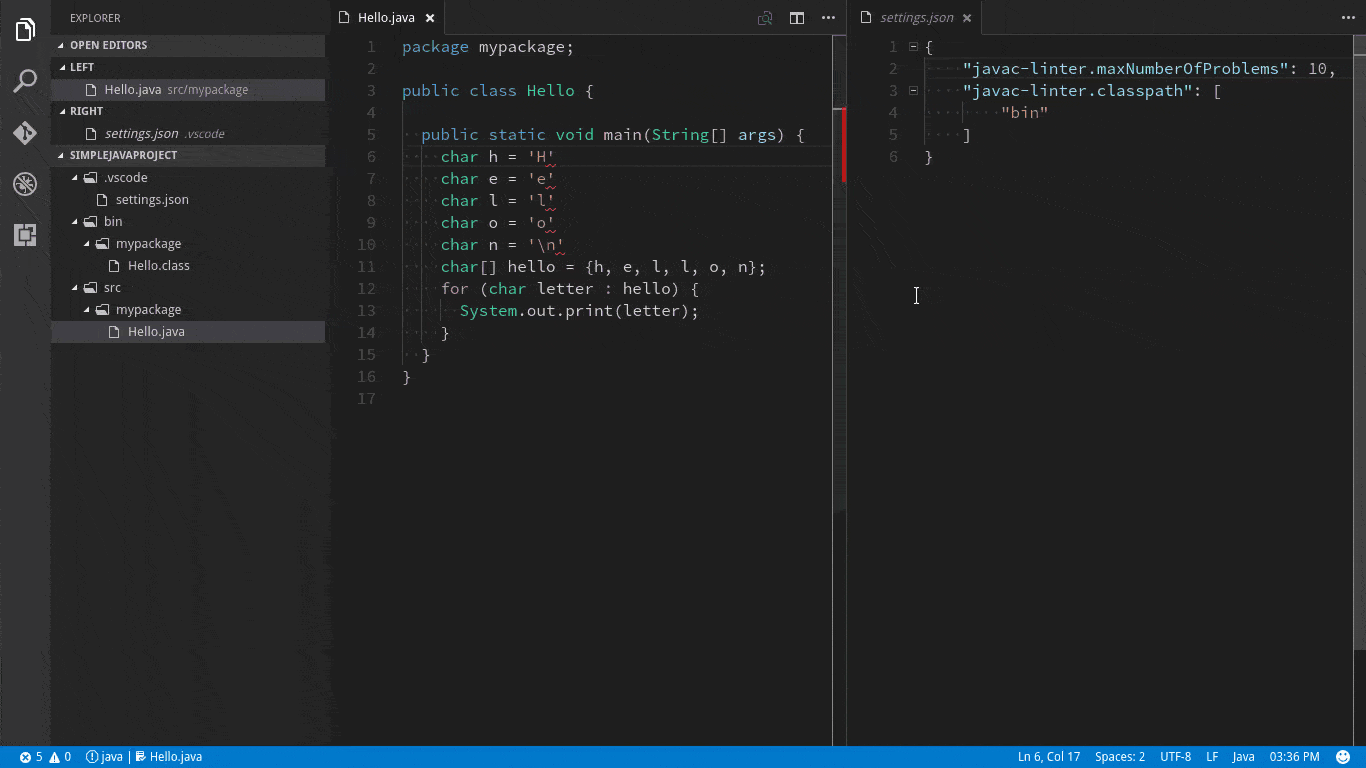 EXPLORER
OPEN EDITORS
LEFT
Hello.java src/mypackage
RIGHT
settings.json .vscode
SIMPLEJAVAPROJECT
.vscode
settings.json
bin
mypackage
Hello.class
src
mypackage
Hello.java
Hello.java
1 package mypackage;
2
3 public class Hello {
4
5 public static void main(String[] args) {
6 char h = 'H'
7 char e = 'e'
8 char l = 'l'
9 char o = 'o'
10 char n = '\n'
11 char[] hello = {h, e, l, l, o, n};
12 for (char letter : hello) {
13 System.out.print(letter);
14 }
15 }
16 }
17
settings.json
1 {
2 "javac-linter.maxNumberOfProblems": 10,
3 "javac-linter.classpath": [
4 "bin"
5 ]
6 }
5 0 java | Hello.java Ln 6, Col 17 Spaces: 2 UTF-8 LF Java 03:36 PM